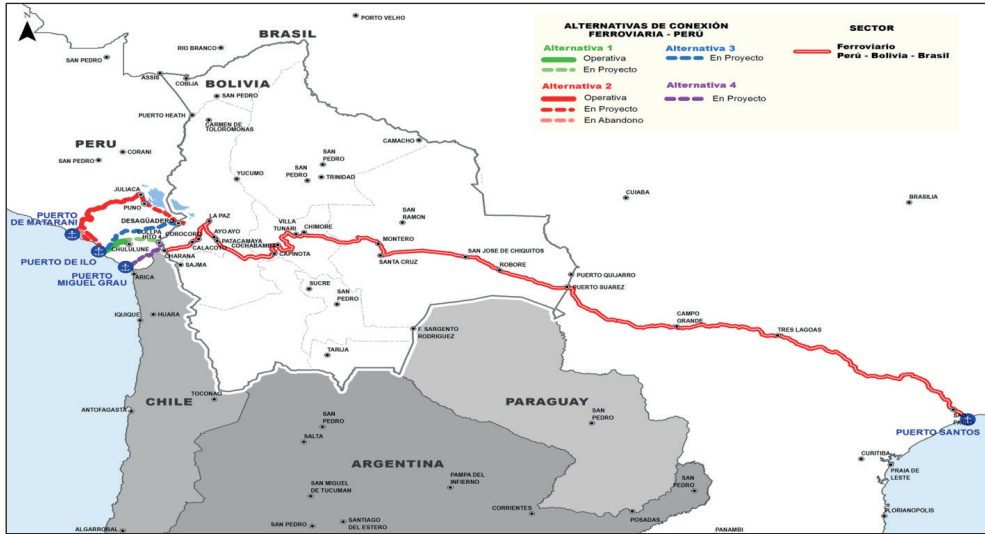 PORTO VELHO
BRASIL
RIO BRANCO
SAN PEDRO
ASSIS
COBIJA
BOLIVIA
SAN PEDRO
PUERTO HEATH
CARMEN DE
TOLOROMONAS
PERU
CORANI
SAN PEDRO
CAMACHO
SAN
PEDRO
SAN
PEDRO
TRINIDAD
YUCUMO
JULIACA
PUNO
CUIABA
BRASILIA
PUERTO
DE MATARANI
DESAGÜADERO
LA PAZ
SAN
RAMON
VILLA
TUNARI
CHIMORE
HITO 4
COROCORO
AYO AYO
PATACAMAYA
COCHABAMBA
MONTERO
CHULULUNE
CALACOTO
CAPINOTA
SAN JOSE DE CHIQUITOS
PUERTO DE ILO
CHARANA
SANTA CRUZ
SAJMA
ROBORE
PUERTO QUIJARRO
PUERTO
MIGUEL GRAU
ARICA
PUERTO SUAREZ
SUCRE
SAN
PEDRO
IQUIQUE
HUARA
CAMPO
GRANDE
TRES LAGOAS
F. SARGENTO
RODRIGUEZ
TARIJA
TOCONAO
CHILE
PARAGUAY
ANTOFAGASTA
SAN
PEDRO
SAN
PEDRO
PUERTO SANTOS
SALTA
CURITIBA
PRAIA DE
LESTE
ARGENTINA
SAN MIGUEL
DE TUCUMAN
PAMPA DEL
INFIERNO
SAN
PEDRO
CORRIENTES
POSADAS
FLORIANOPOLIS
SAN PEDRO
SANTIAGO
DEL ESTERO
ALGARROBAL
PANAMBI
ALTERNATIVAS DE CONEXIÓN
FERROVIARIA - PERÚ
Alternativa 1
Operativa
En Proyecto
Alternativa 2
Operativa
En Proyecto
En Abandono
Alternativa 3
En Proyecto
Alternativa 4
En Proyecto
SECTOR
Ferroviario
Perú - Bolivia - Brasil